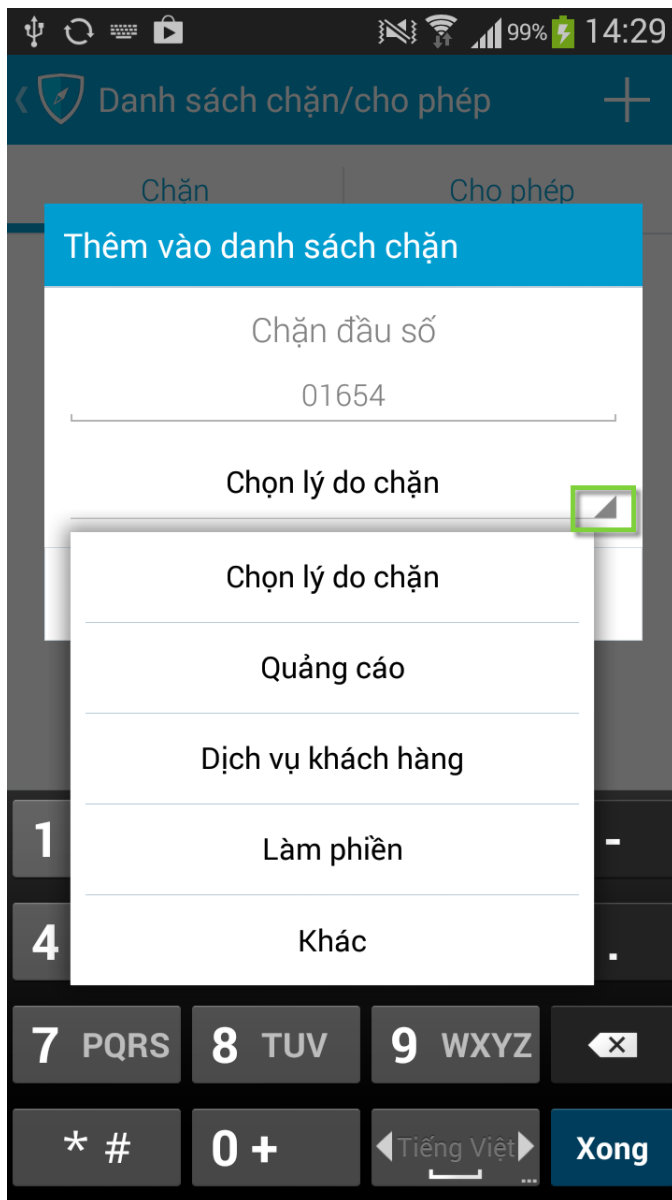 99% 14:29
Danh sách chặn/cho phép
Chặn Cho phép
Thêm vào danh sách chặn
Chặn đầu số
01654
Chọn lý do chặn
Chọn lý do chặn
Quảng cáo
Dịch vụ khách hàng
1 -
Làm phiền
4 .
Khác
7 PQRS 8 TUV 9 WXYZ
* # 0 + Tiếng Việt ... Xong